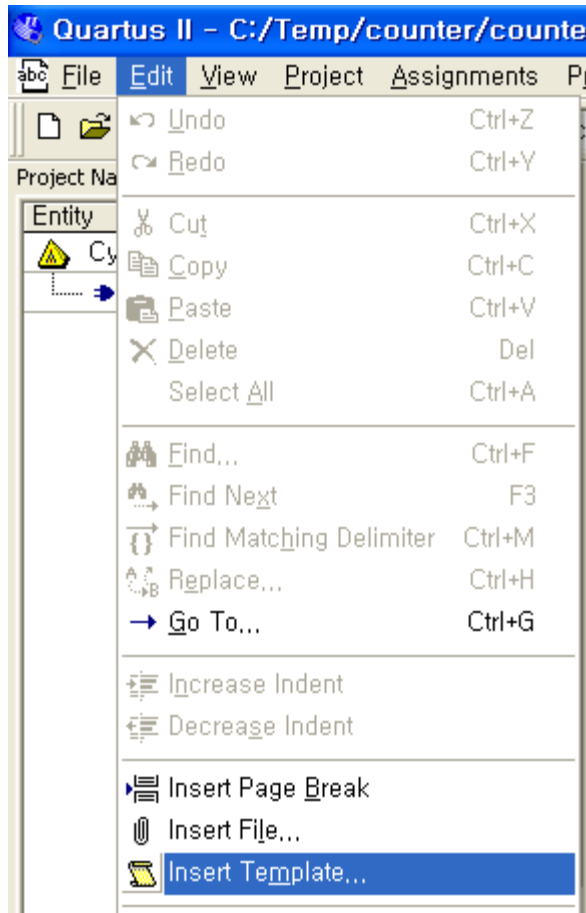 Quartus II - C:/Temp/counter/counte
abc File Edit View Project Assignments
Project Na
Entity
Cy
Undo Ctrl+Z
Redo Ctrl+Y
Cut Ctrl+X
Copy Ctrl+C
Paste Ctrl+V
Delete Del
Select All Ctrl+A
Find... Ctrl+F
Find Next F3
Find Matching Delimiter Ctrl+M
Replace... Ctrl+H
Go To... Ctrl+G
Increase Indent
Decrease Indent
Insert Page Break
Insert File...
Insert Template...